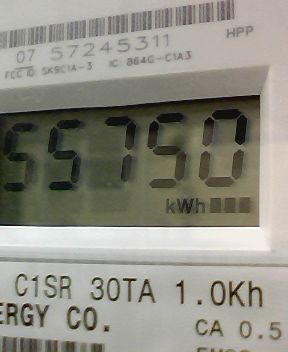 07 57245311
HPP
FCC ID: SK9C1A-3 IC: 864G-C1A3
55750
kWh
C1SR 30TA 1.0Kh
ERGY CO.
CA 0.5